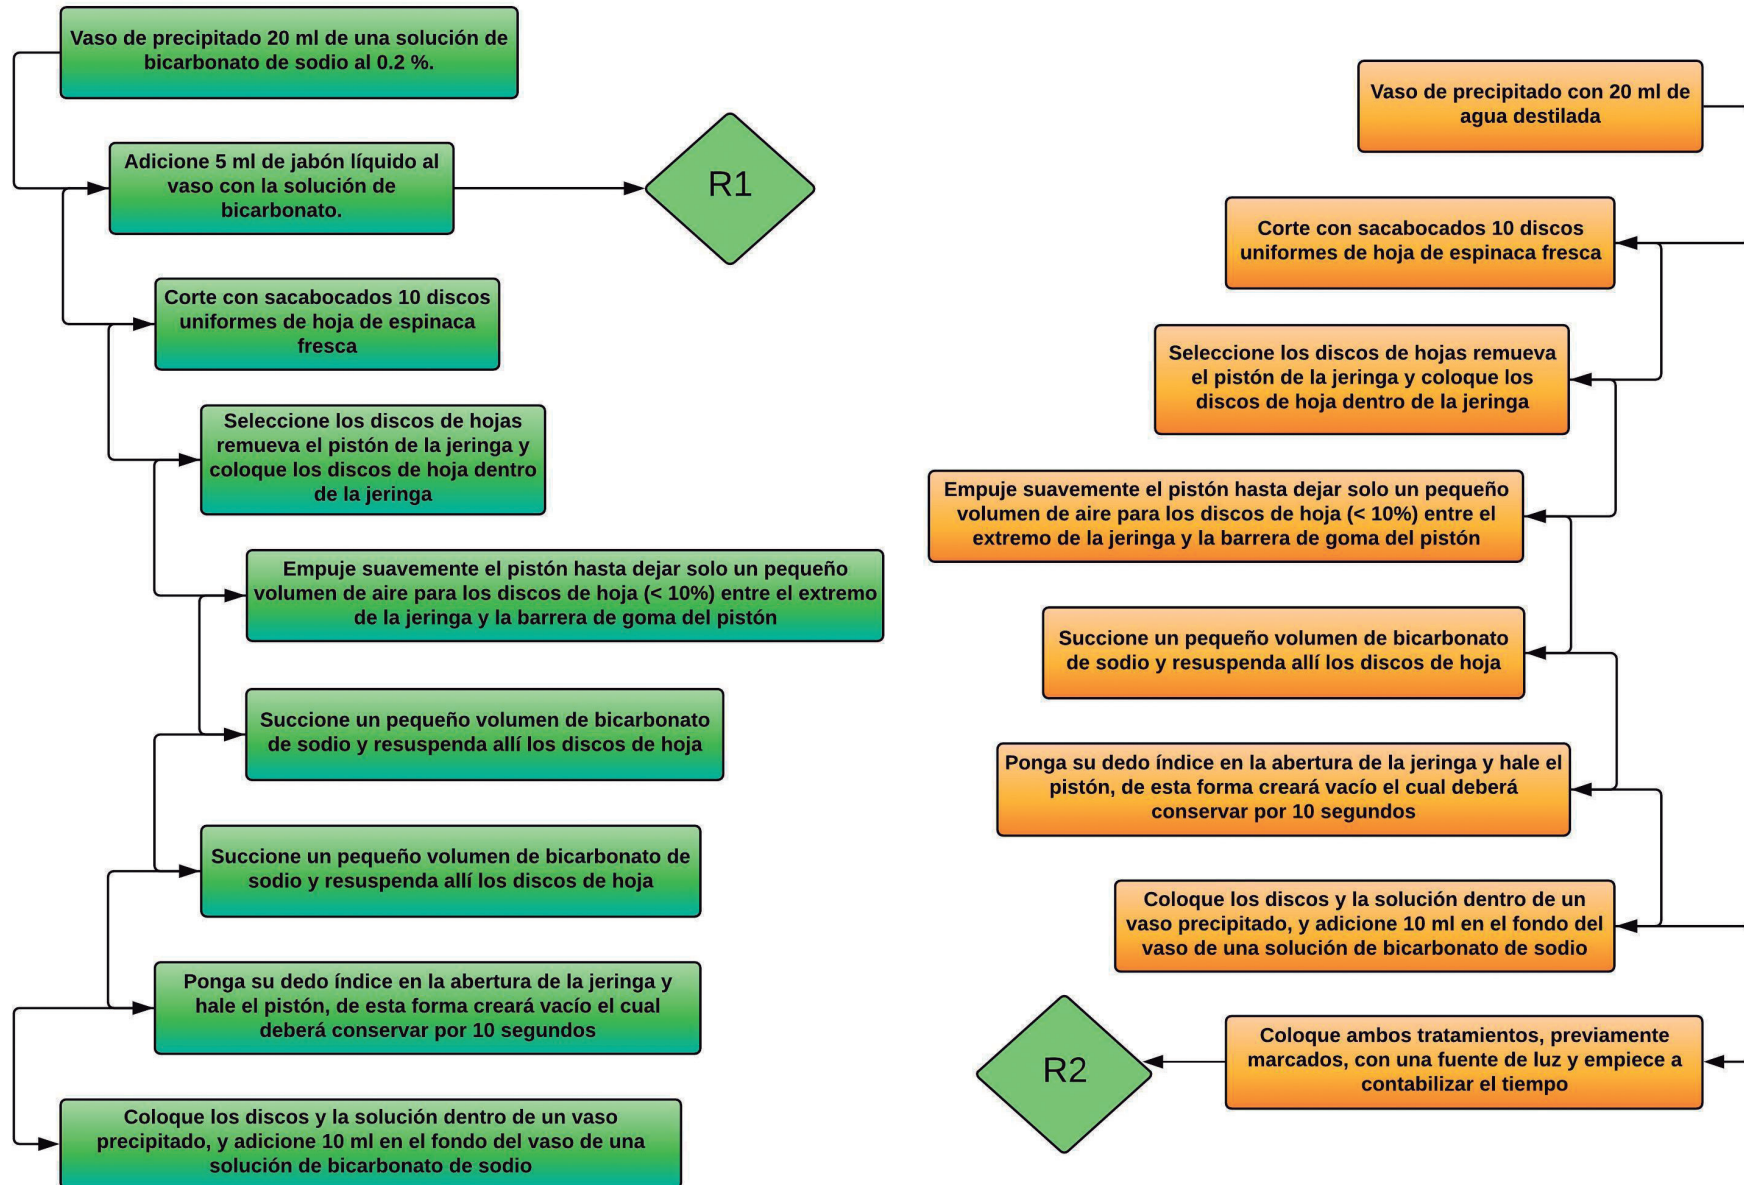 Vaso de precipitado 20 ml de una solución de
bicarbonato de sodio al 0.2 %.
Adicione 5 ml de jabón líquido al
vaso con la solución de
bicarbonato.
R1
Corte con sacabocados 10 discos
uniformes de hoja de espinaca
fresca
Seleccione los discos de hojas
remueva el pistón de la jeringa y
coloque los discos de hoja dentro
de la jeringa
Empuje suavemente el pistón hasta dejar solo un pequeño
volumen de aire para los discos de hoja (< 10%) entre el extremo
de la jeringa y la barrera de goma del pistón
Succione un pequeño volumen de bicarbonato
de sodio y resuspenda allí los discos de hoja
Succione un pequeño volumen de bicarbonato de
sodio y resuspenda allí los discos de hoja
Ponga su dedo índice en la abertura de la jeringa y
hale el pistón, de esta forma creará vacío el cual
deberá conservar por 10 segundos
Coloque los discos y la solución dentro de un vaso
precipitado, y adicione 10 ml en el fondo del vaso de una
solución de bicarbonato de sodio
Vaso de precipitado con 20 ml de
agua destilada
Corte con sacabocados 10 discos
uniformes de hoja de espinaca fresca
Seleccione los discos de hojas remueva
el pistón de la jeringa y coloque los
discos de hoja dentro de la jeringa
Empuje suavemente el pistón hasta dejar solo un pequeño
volumen de aire para los discos de hoja (< 10%) entre el
extremo de la jeringa y la barrera de goma del pistón
Succione un pequeño volumen de bicarbonato
de sodio y resuspenda allí los discos de hoja
Ponga su dedo índice en la abertura de la jeringa y hale el
pistón, de esta forma creará vacío el cual deberá
conservar por 10 segundos
Coloque los discos y la solución dentro de un
vaso precipitado, y adicione 10 ml en el fondo del
vaso de una solución de bicarbonato de sodio
Coloque ambos tratamientos, previamente
marcados, con una fuente de luz y empiece a
contabilizar el tiempo
R2